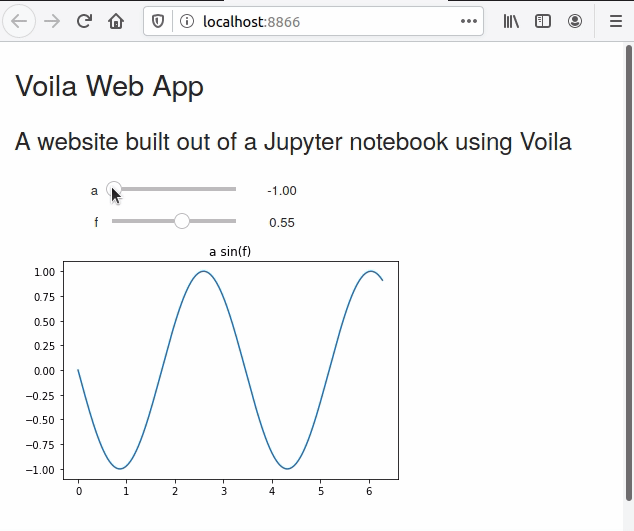 localhost:8866
Voila Web App
A website built out of a Jupyter notebook using Voila
a -1.00
f 0.55
a sin(f)
1.00
0.75
0.50
0.25
0.00
−0.25
−0.50
−0.75
−1.00
0 1 2 3 4 5 6